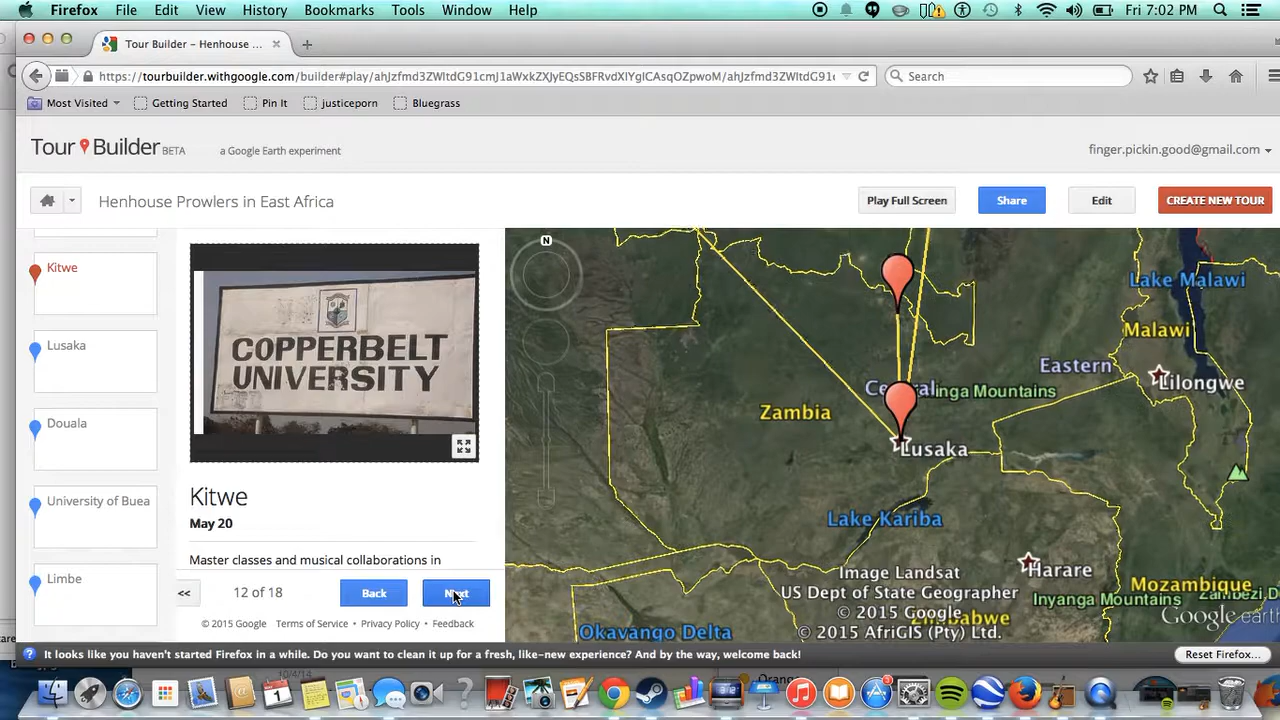 Firefox File Edit View History Bookmarks Tools Window Help Fri 7:02 PM
Tour Builder – Henhouse ...
https://tourbuilder.withgoogle.com/builder#play/ahJzfmd3ZWItdG91cmJ1aWxkZXJyEQsSBFRvdXIYgICAsqOZpwoM/ahJzfmd3ZWItdG91
Search
Most Visited Getting Started Pin It justiceporn Bluegrass
Tour Builder BETA a Google Earth experiment
finger.pickin.good@gmail.com
Henhouse Prowlers in East Africa
Play Full Screen Share Edit CREATE NEW TOUR
Kitwe
Lusaka
Douala
University of Buea
Limbe
COPPERBELT
UNIVERSITY
Kitwe
May 20
Master classes and musical collaborations in
<< 12 of 18 Back Next
© 2015 Google Terms of Service • Privacy Policy • Feedback
N
Lake Malawi
Malawi
Eastern
Lilongwe
Zambia
Lusaka
Lake Kariba
Harare
Mozambique
Inyanga Mountains
Okavango Delta
Image Landsat
US Dept of State Geographer
© 2015 Google
© 2015 AfriGIS (Pty) Ltd.
Google earth
It looks like you haven't started Firefox in a while. Do you want to clean it up for a fresh, like-new experience? And by the way, welcome back!
Reset Firefox...